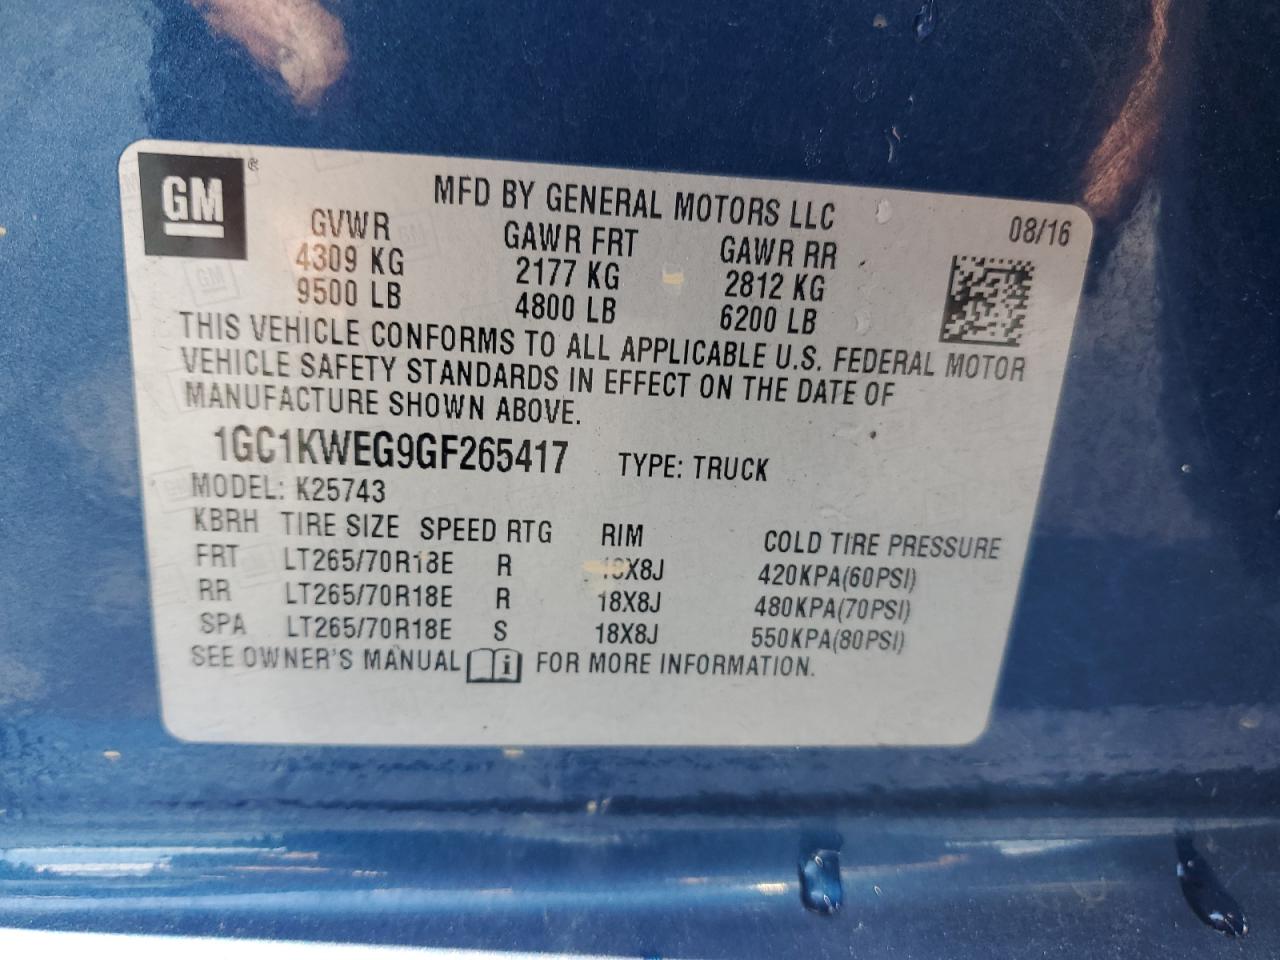 GM ®
MFD BY GENERAL MOTORS LLC
08/16
GVWR GAWR FRT GAWR RR
4309 KG 2177 KG 2812 KG
9500 LB 4800 LB 6200 LB
THIS VEHICLE CONFORMS TO ALL APPLICABLE U.S. FEDERAL MOTOR
VEHICLE SAFETY STANDARDS IN EFFECT ON THE DATE OF
MANUFACTURE SHOWN ABOVE.
1GC1KWEG9GF265417 TYPE: TRUCK
MODEL: K25743
KBRH TIRE SIZE SPEED RTG RIM COLD TIRE PRESSURE
FRT LT265/70R18E R 18X8J 420KPA(60PSI)
RR LT265/70R18E R 18X8J 480KPA(70PSI)
SPA LT265/70R18E S 18X8J 550KPA(80PSI)
SEE OWNER'S MANUAL i FOR MORE INFORMATION.